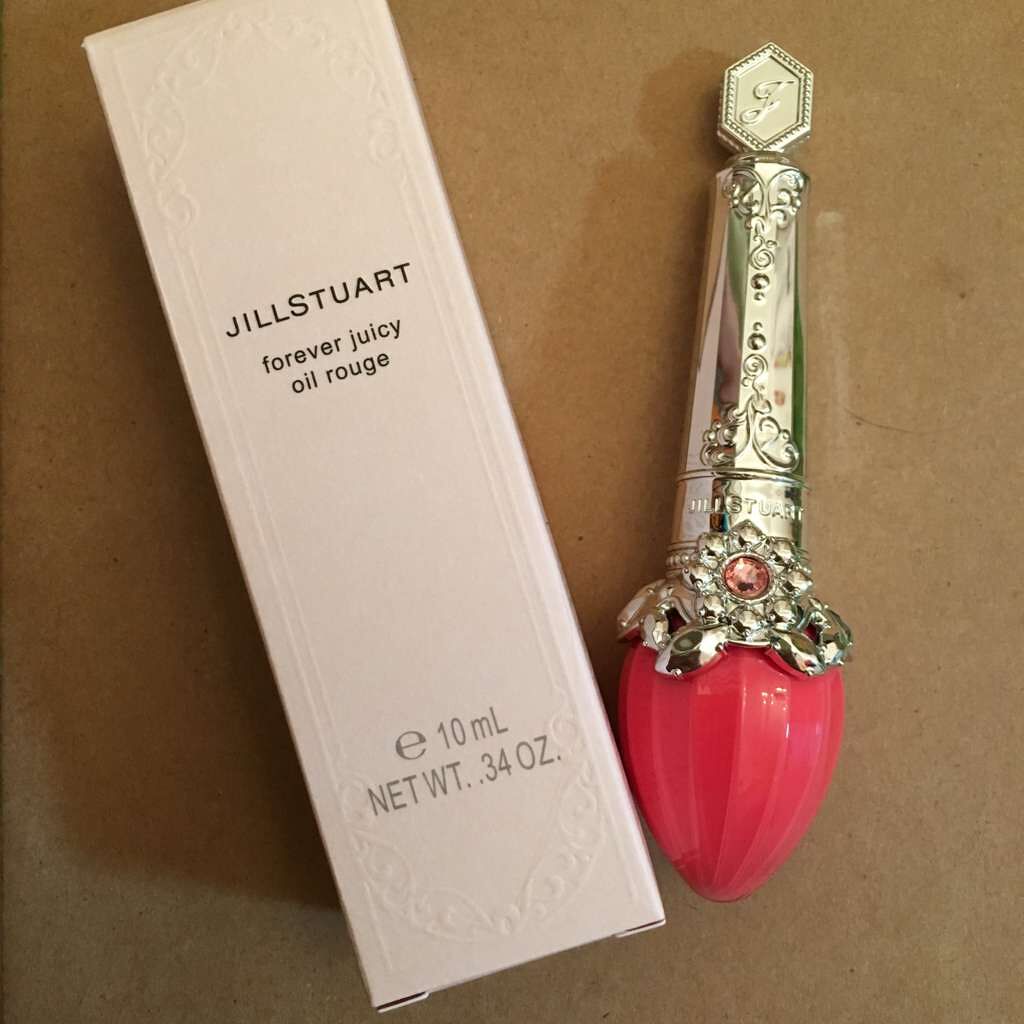 JILLSTUART
forever juicy
oil rouge
℮ 10 mL
NET WT. .34 OZ.
J
JILLSTUART